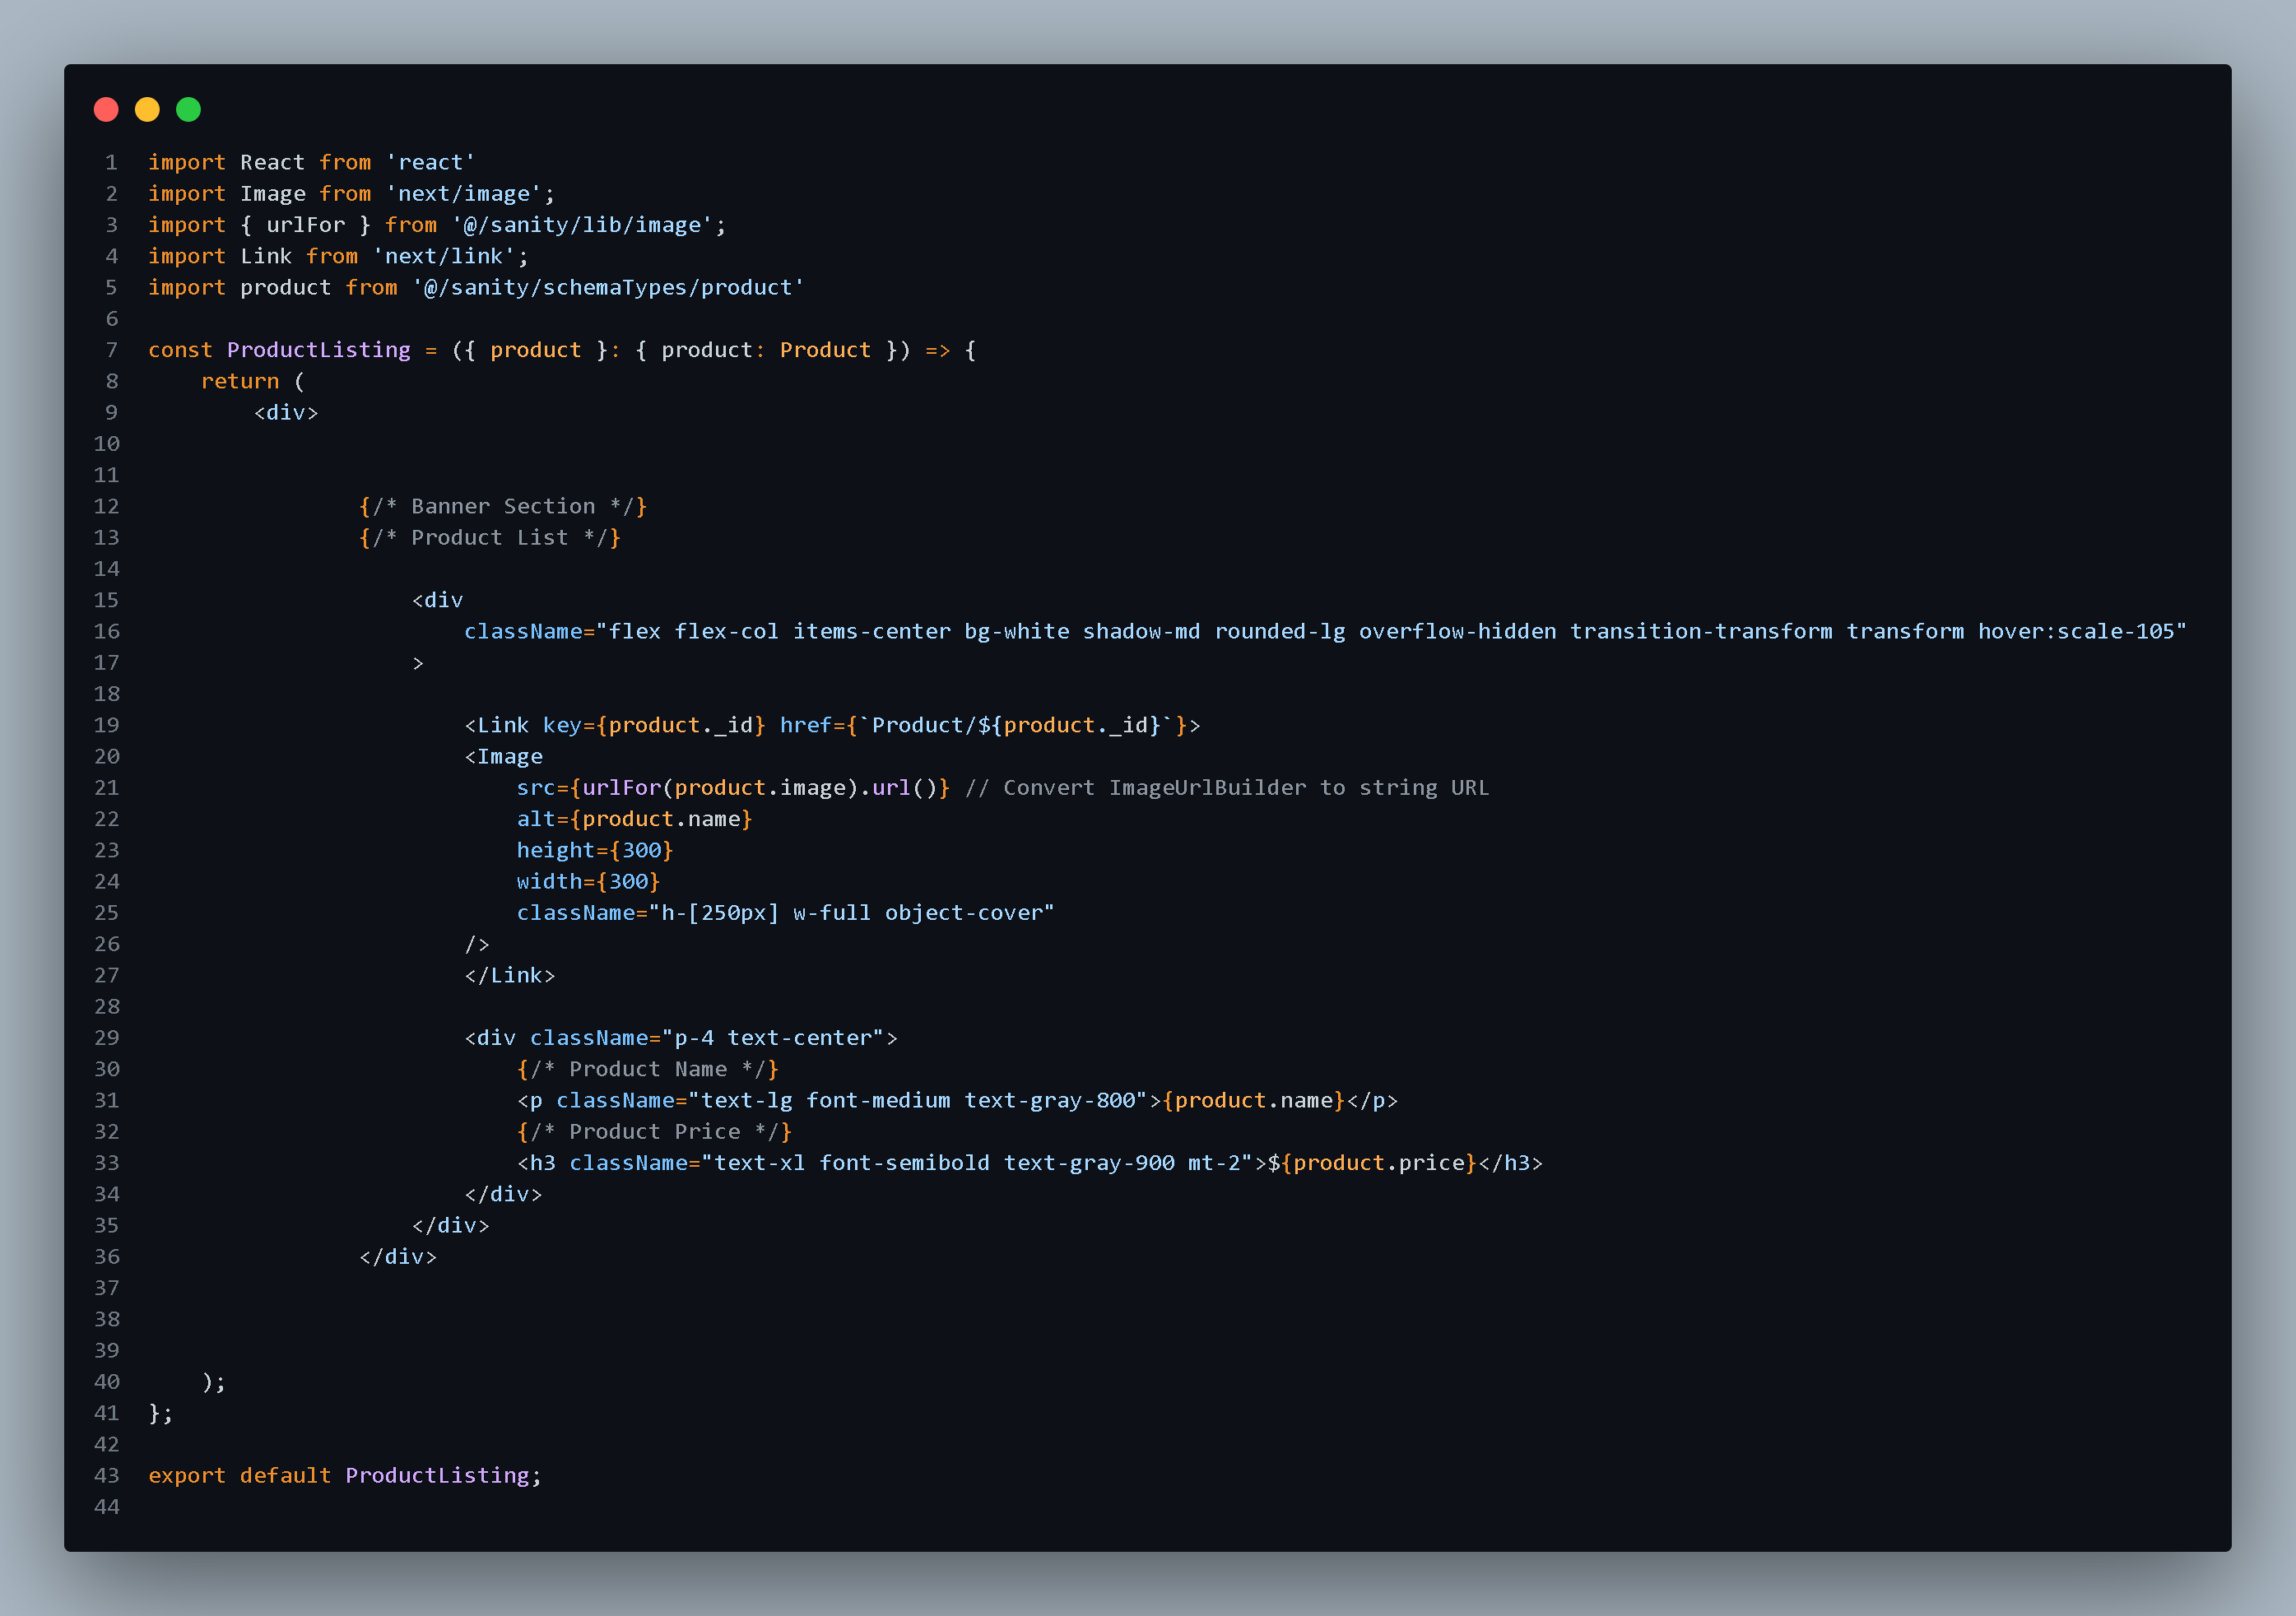 1 import React from 'react'
2 import Image from 'next/image';
3 import { urlFor } from '@/sanity/lib/image';
4 import Link from 'next/link';
5 import product from '@/sanity/schemaTypes/product'
6
7 const ProductListing = ({ product }: { product: Product }) => {
8     return (
9         <div>
10
11
12                 {/* Banner Section */}
13                 {/* Product List */}
14
15                     <div
16                         className="flex flex-col items-center bg-white shadow-md rounded-lg overflow-hidden transition-transform transform hover:scale-105"
17                     >
18
19                         <Link key={product._id} href={`Product/${product._id}`}>
20                         <Image
21                             src={urlFor(product.image).url()} // Convert ImageUrlBuilder to string URL
22                             alt={product.name}
23                             height={300}
24                             width={300}
25                             className="h-[250px] w-full object-cover"
26                         />
27                         </Link>
28
29                         <div className="p-4 text-center">
30                             {/* Product Name */}
31                             <p className="text-lg font-medium text-gray-800">{product.name}</p>
32                             {/* Product Price */}
33                             <h3 className="text-xl font-semibold text-gray-900 mt-2">${product.price}</h3>
34                         </div>
35                     </div>
36                 </div>
37
38
39
40     );
41 };
42
43 export default ProductListing;
44